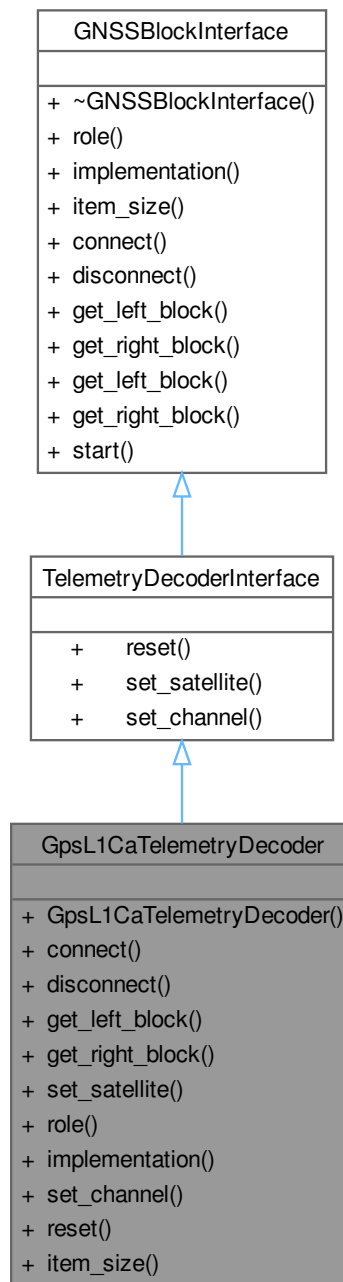 GNSSBlockInterface
+ ~GNSSBlockInterface()
+ role()
+ implementation()
+ item_size()
+ connect()
+ disconnect()
+ get_left_block()
+ get_right_block()
+ get_left_block()
+ get_right_block()
+ start()
TelemetryDecoderInterface
+ reset()
+ set_satellite()
+ set_channel()
GpsL1CaTelemetryDecoder
+ GpsL1CaTelemetryDecoder()
+ connect()
+ disconnect()
+ get_left_block()
+ get_right_block()
+ set_satellite()
+ role()
+ implementation()
+ set_channel()
+ reset()
+ item_size()